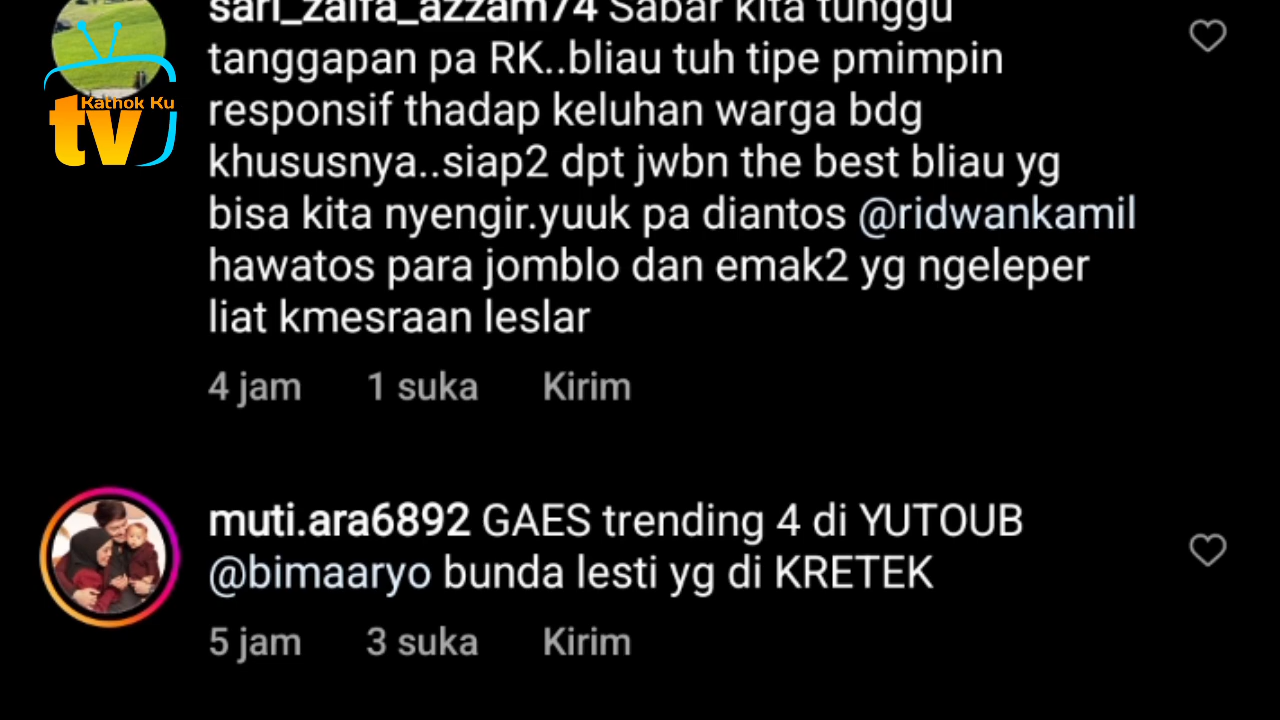 sari_zaifa_azzam74 Sabar kita tunggu
tanggapan pa RK..bliau tuh tipe pmimpin
responsif thadap keluhan warga bdg
khususnya..siap2 dpt jwbn the best bliau yg
bisa kita nyengir.yuuk pa diantos @ridwankamil
hawatos para jomblo dan emak2 yg ngeleper
liat kmesraan leslar
4 jam 1 suka Kirim
Kathok Ku
tv
muti.ara6892 GAES trending 4 di YUTOUB
@bimaaryo bunda lesti yg di KRETEK
5 jam 3 suka Kirim